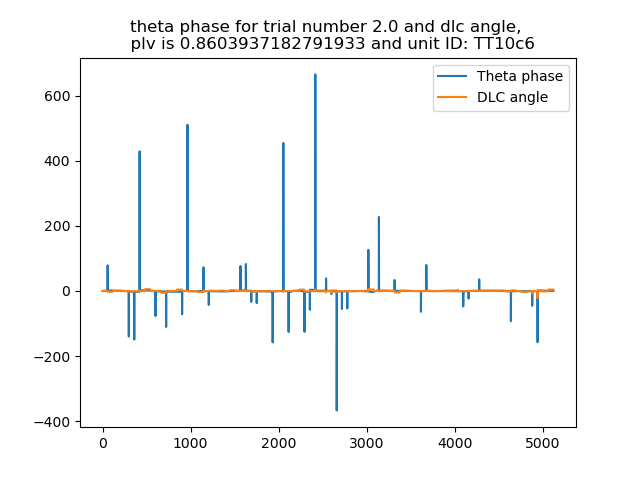 theta phase for trial number 2.0 and dlc angle,
plv is 0.8603937182791933 and unit ID: TT10c6
Theta phase
DLC angle
600
400
200
0
−200
−400
0 1000 2000 3000 4000 5000